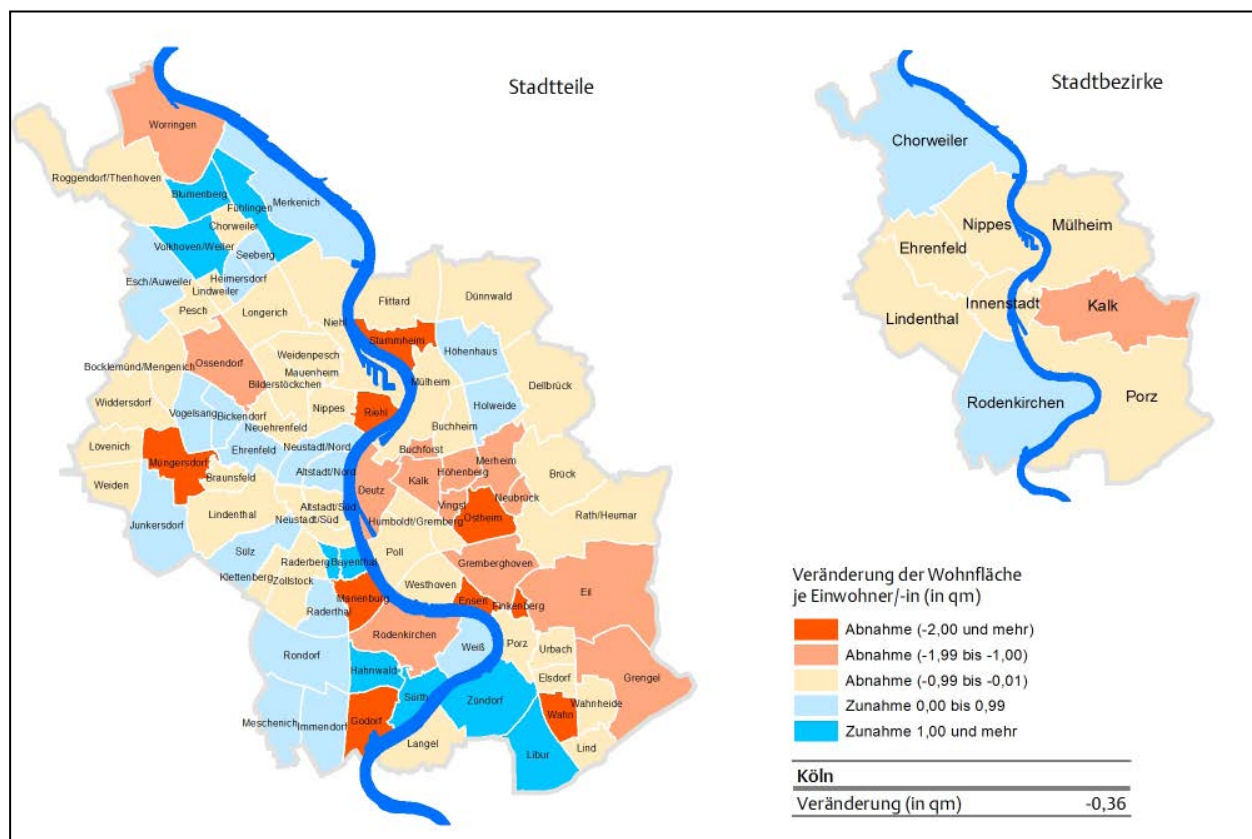 Stadtteile
Worringen
Roggendorf/Thenhoven
Blumenberg
Fühlingen
Merkenich
Chorweiler
Volkhoven/Weiler
Seeberg
Esch/Auweiler
Heimersdorf
Lindweiler
Pesch
Longerich
Flittard
Dünnwald
Niehl
Stammheim
Höhenhaus
Ossendorf
Weidenpesch
Bocklemünd/Mengenich
Mauenheim
Bilderstöckchen
Mülheim
Dellbrück
Widdersdorf
Vogelsang
Bickendorf
Nippes
Riehl
Holweide
Neuehrenfeld
Buchheim
Lövenich
Ehrenfeld
Neustadt/Nord
Buchforst
Müngersdorf
Altstadt/Nord
Höhenberg
Merheim
Weiden
Braunsfeld
Kalk
Brück
Deutz
Neubrück
Junkersdorf
Lindenthal
Altstadt/Süd
Vingst
Neustadt/Süd
Humboldt/Gremberg
Ostheim
Rath/Heumar
Sülz
Raderberg
Bayenthal
Poll
Klettenberg
Zollstock
Gremberghoven
Westhoven
Marienburg
Ensen
Finkenberg
Eil
Raderthal
Rodenkirchen
Rondorf
Weiß
Porz
Urbach
Hahnwald
Elsdorf
Grengel
Sürth
Zündorf
Wahnheide
Meschenich
Immendorf
Godorf
Wahn
Langel
Libur
Lind
Stadtbezirke
Chorweiler
Nippes
Mülheim
Ehrenfeld
Innenstadt
Kalk
Lindenthal
Rodenkirchen
Porz
Veränderung der Wohnfläche
je Einwohner/-in (in qm)
Abnahme (-2,00 und mehr)
Abnahme (-1,99 bis -1,00)
Abnahme (-0,99 bis -0,01)
Zunahme 0,00 bis 0,99
Zunahme 1,00 und mehr
Köln
Veränderung (in qm) -0,36